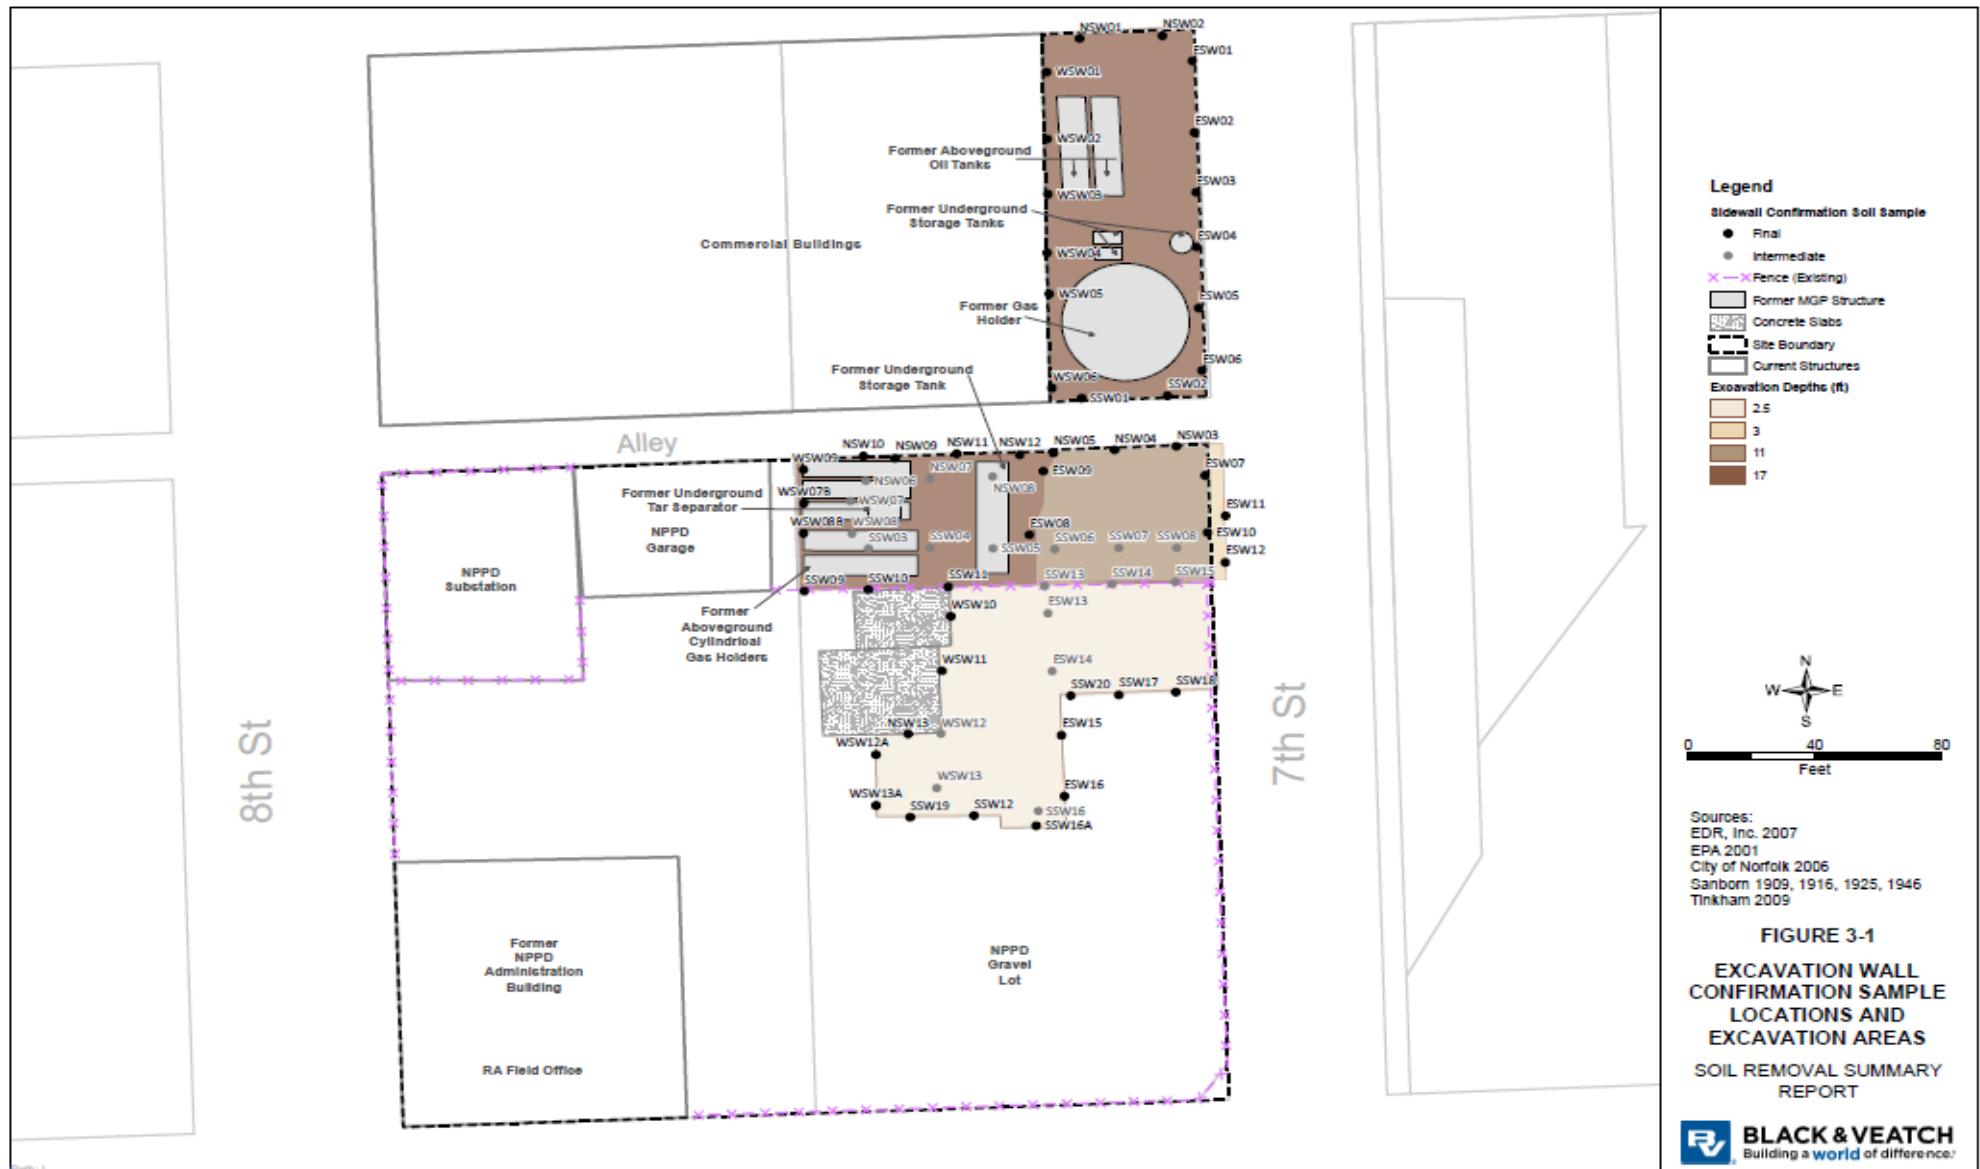 NSW01
NSW02
ESW01
WSW01
ESW02
WSW02
Former Aboveground
Oil Tanks
ESW03
WSW03
Former Underground
Storage Tanks
ESW04
Commercial Buildings
WSW04
WSW05
ESW05
Former Gas
Holder
ESW06
Former Underground
Storage Tank
WSW06
SSW02
SSW01
Alley
NSW10
NSW09
NSW11
NSW12
NSW05
NSW04
NSW03
WSW09
NSW07
ESW09
ESW07
NSW06
NSW08
Former Underground
Tar Separator
WSW07B
WSW07
ESW11
WSW08B
WSW08
ESW08
ESW10
NPPD
Garage
SSW03
SSW04
SSW05
SSW06
SSW07
SSW08
ESW12
NPPD
Substation
SSW09
SSW10
SSW11
SSW13
SSW14
SSW15
Former
Aboveground
Cylindrical
Gas Holders
WSW10
ESW13
WSW11
ESW14
SSW20
SSW17
SSW18
NSW13
WSW12
ESW15
WSW12A
WSW13
ESW16
WSW13A
SSW19
SSW12
SSW16
SSW16A
8th St
7th St
Former
NPPD
Administration
Building
RA Field Office
NPPD
Gravel
Lot
Legend
Sidewall Confirmation Soil Sample
Final
Intermediate
Fence (Existing)
Former MGP Structure
Concrete Slabs
Site Boundary
Current Structures
Excavation Depths (ft)
2.5
3
11
17
N
W E
S
0 40 80
Feet
Sources:
EDR, Inc. 2007
EPA 2001
City of Norfolk 2006
Sanborn 1909, 1916, 1925, 1946
Tinkham 2009
FIGURE 3-1
EXCAVATION WALL
CONFIRMATION SAMPLE
LOCATIONS AND
EXCAVATION AREAS
SOIL REMOVAL SUMMARY
REPORT
BV
BLACK & VEATCH
Building a world of difference.